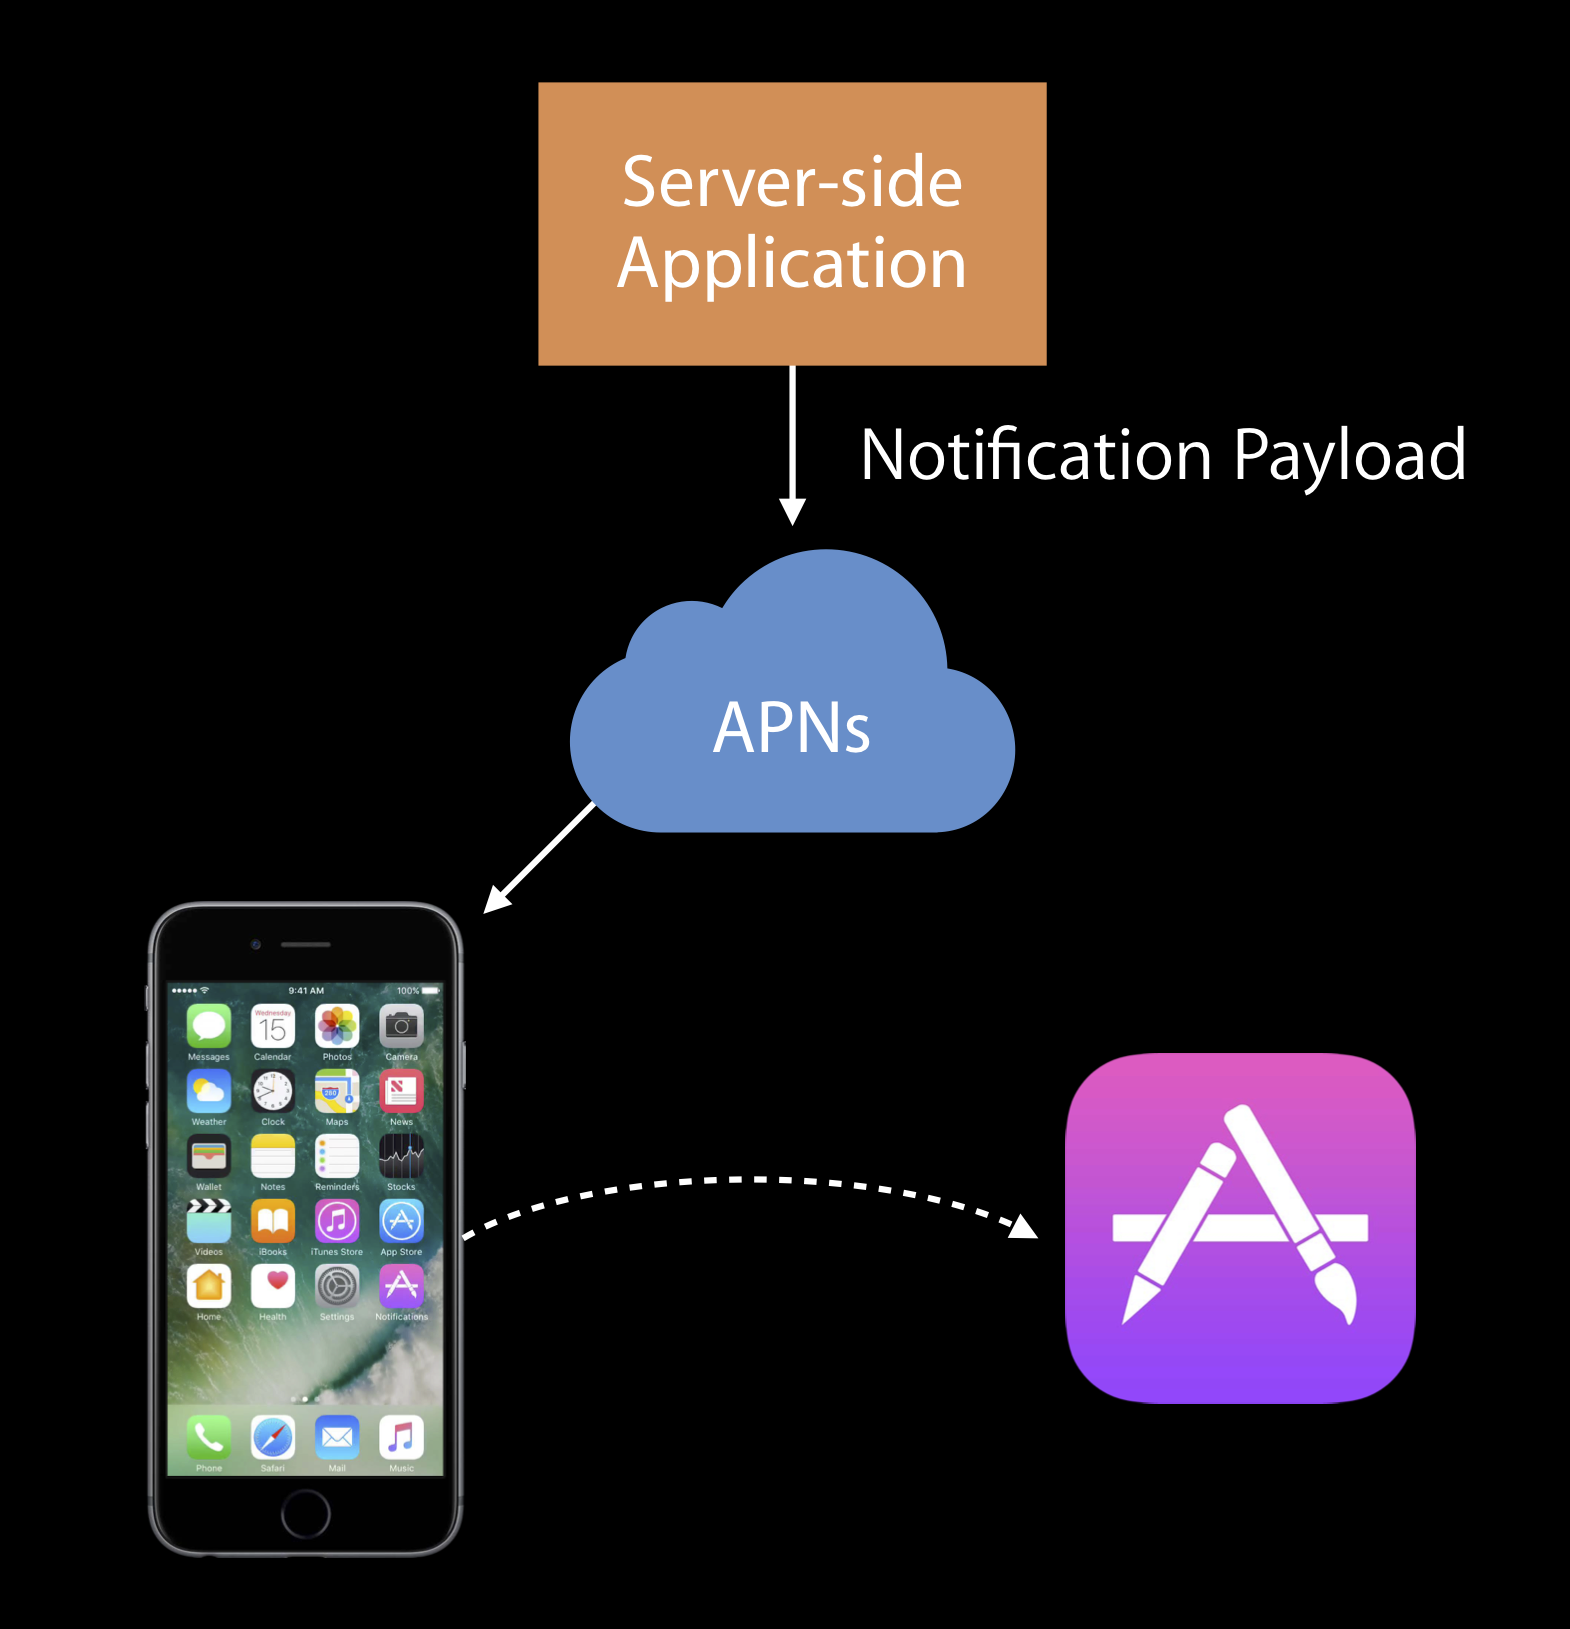 Server-side
Application
Notification Payload
APNs
9:41 AM 100%
Wednesday
15
Messages Calendar Photos Camera
280
Weather Clock Maps News
Wallet Notes Reminders Stocks
Videos iBooks iTunes Store App Store
Home Health Settings Notifications
Phone Safari Mail Music